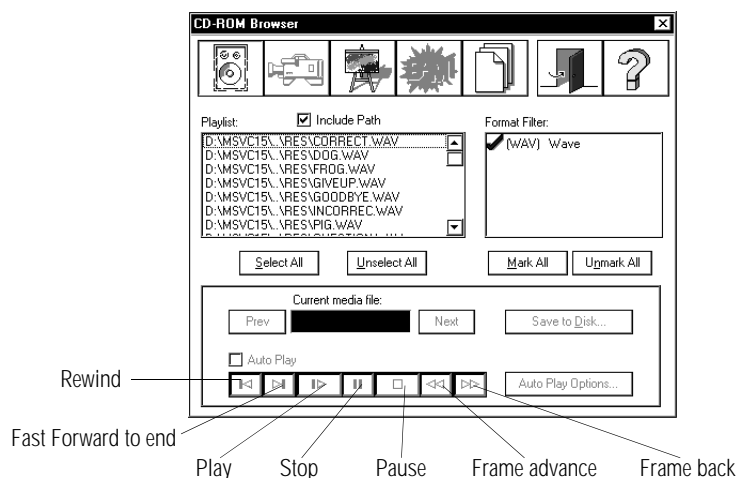 CD-ROM Browser
Playlist:
Include Path
Format Filter:
D:\MSVC15\..\RES\CORRECT.WAV
D:\MSVC15\..\RES\DOG.WAV
D:\MSVC15\..\RES\FROG.WAV
D:\MSVC15\..\RES\GIVEUP.WAV
D:\MSVC15\..\RES\GOODBYE.WAV
D:\MSVC15\..\RES\INCORREC.WAV
D:\MSVC15\..\RES\PIG.WAV
(WAV) Wave
Select All
Unselect All
Mark All
Unmark All
Current media file:
Prev
Next
Save to Disk...
Auto Play
Auto Play Options...
Rewind
Fast Forward to end
Play
Stop
Pause
Frame advance
Frame back